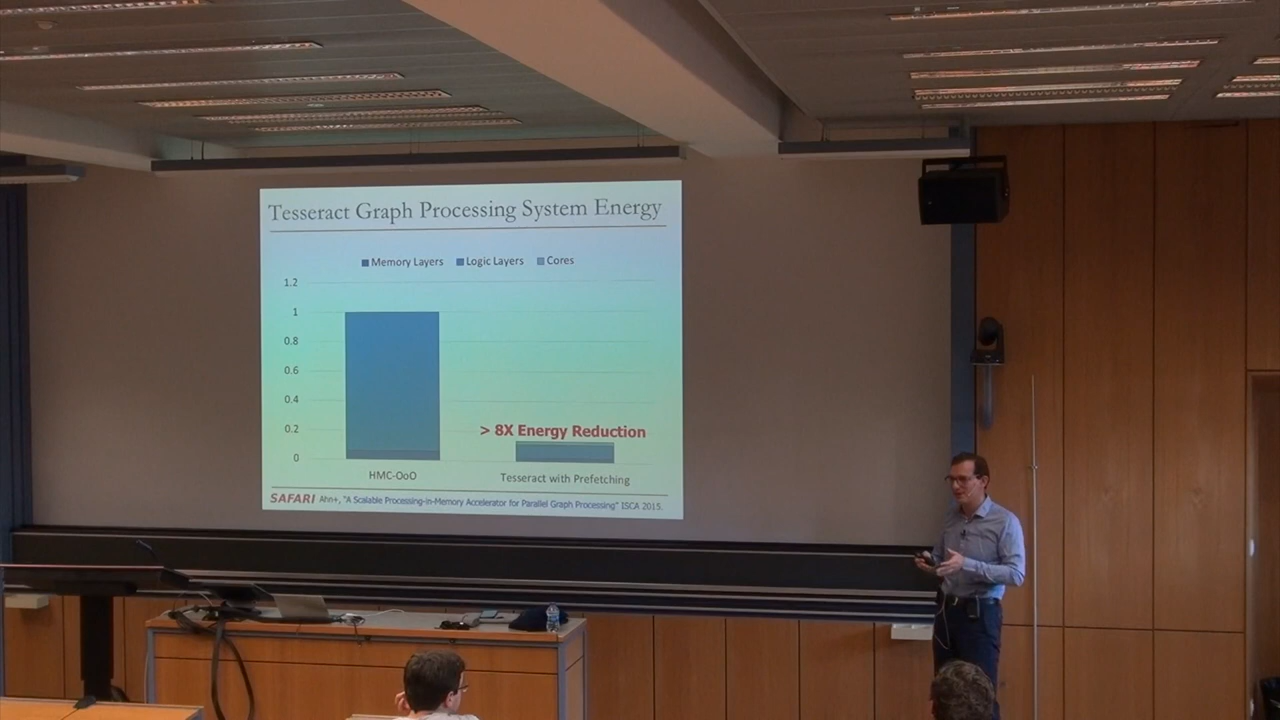 Tesseract Graph Processing System Energy
Memory Layers Logic Layers Cores
1.2
1
0.8
0.6
0.4
0.2
0
> 8X Energy Reduction
HMC-OoO Tesseract with Prefetching
SAFARI Ahn+, "A Scalable Processing-in-Memory Accelerator for Parallel Graph Processing" ISCA 2015.